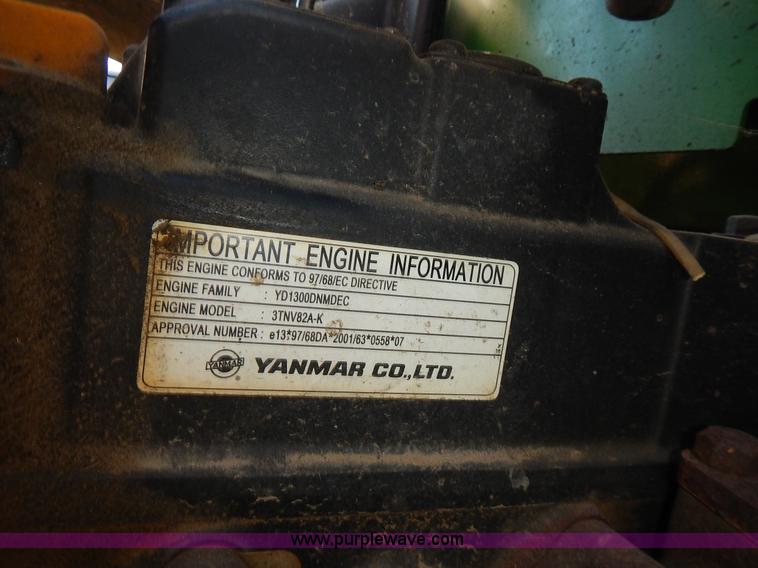 IMPORTANT ENGINE INFORMATION
THIS ENGINE CONFORMS TO 97/68/EC DIRECTIVE
ENGINE FAMILY : YD1300DNMDEC
ENGINE MODEL : 3TNV82A-K
APPROVAL NUMBER : e13*97/68DA*2001/63*0558*07
YANMAR YANMAR CO.,LTD.
www.purplewave.com